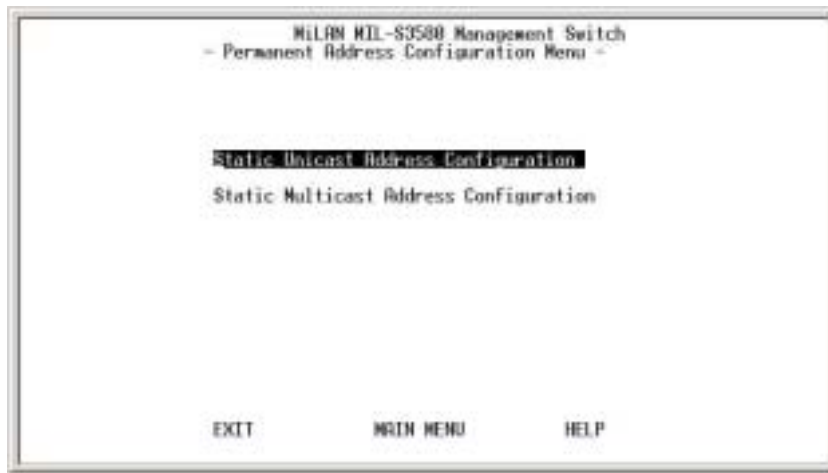 MiLAN MIL-S3580 Management Switch
- Permanent Address Configuration Menu -
Static Unicast Address Configuration
Static Multicast Address Configuration
EXIT MAIN MENU HELP